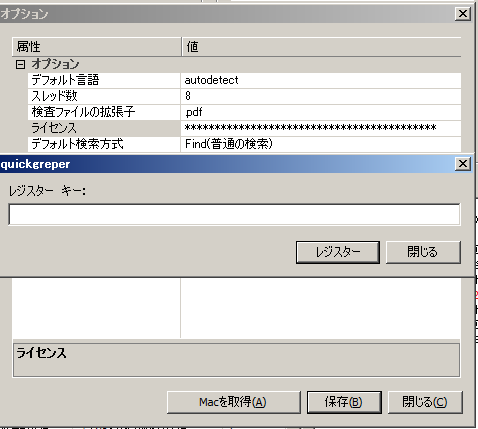 オプション
属性 値
オプション
デフォルト言語 autodetect
スレッド数 8
検査ファイルの拡張子 .pdf
ライセンス ******************************************
デフォルト検索方式 Find(普通の検索)
quickgreper
レジスター キー:
レジスター 閉じる
ライセンス
Macを取得(A) 保存(B) 閉じる(C)